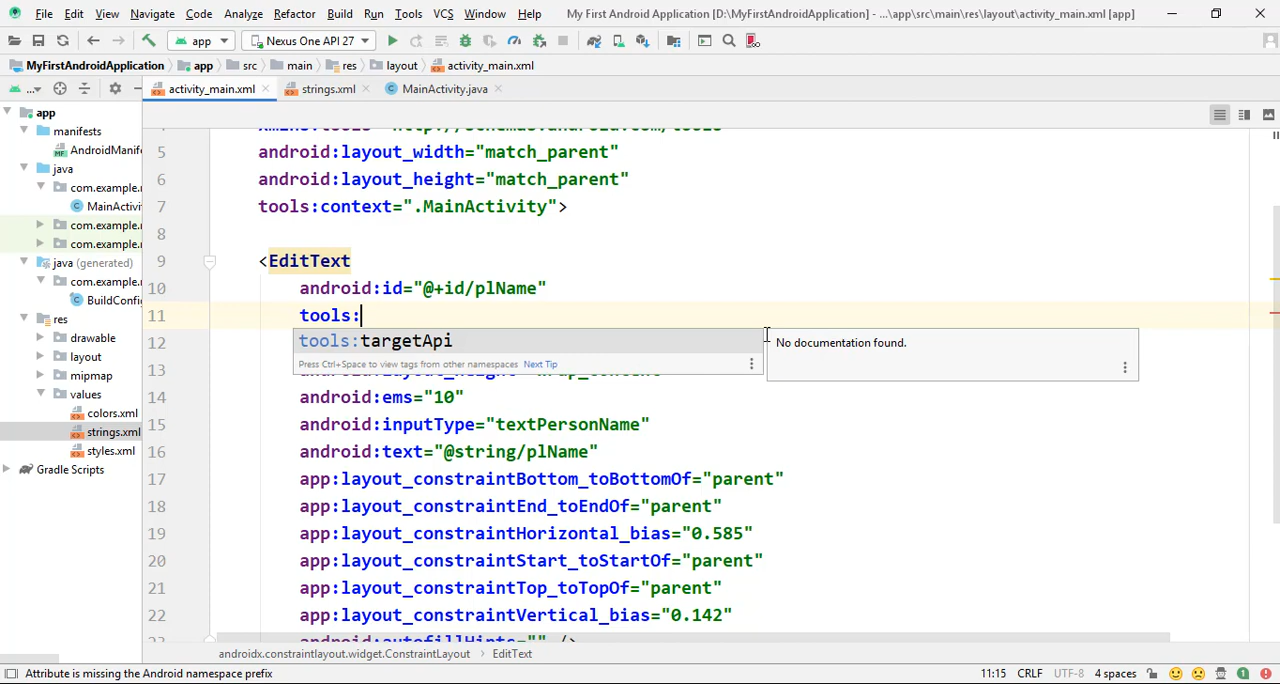 File Edit View Navigate Code Analyze Refactor Build Run Tools VCS Window Help My First Android Application [D:\MyFirstAndroidApplication] - ...\app\src\main\res\layout\activity_main.xml [app]
app Nexus One API 27
MyFirstAndroidApplication app src main res layout activity_main.xml
activity_main.xml strings.xml MainActivity.java
app
manifests
AndroidManife
java
com.example.r
MainActivi
com.example.r
com.example.r
java (generated)
com.example.r
BuildConfi
res
drawable
layout
mipmap
values
colors.xml
strings.xml
styles.xml
Gradle Scripts
5 android:layout_width="match_parent"
6 android:layout_height="match_parent"
7 tools:context=".MainActivity">
8
9 <EditText
10 android:id="@+id/plName"
11 tools:
12
tools:targetApi
Press Ctrl+Space to view tags from other namespaces Next Tip
No documentation found.
13
14 android:ems="10"
15 android:inputType="textPersonName"
16 android:text="@string/plName"
17 app:layout_constraintBottom_toBottomOf="parent"
18 app:layout_constraintEnd_toEndOf="parent"
19 app:layout_constraintHorizontal_bias="0.585"
20 app:layout_constraintStart_toStartOf="parent"
21 app:layout_constraintTop_toTopOf="parent"
22 app:layout_constraintVertical_bias="0.142"
23 android:autofillHints="" />
androidx.constraintlayout.widget.ConstraintLayout EditText
Attribute is missing the Android namespace prefix 11:15 CRLF UTF-8 4 spaces